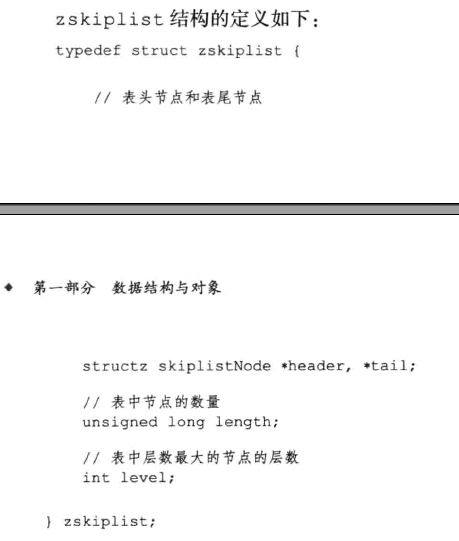 zskiplist 结构的定义如下：
typedef struct zskiplist {
// 表头节点和表尾节点
◆ 第一部分 数据结构与对象
structz skiplistNode *header, *tail;
// 表中节点的数量
unsigned long length;
// 表中层数最大的节点的层数
int level;
} zskiplist;